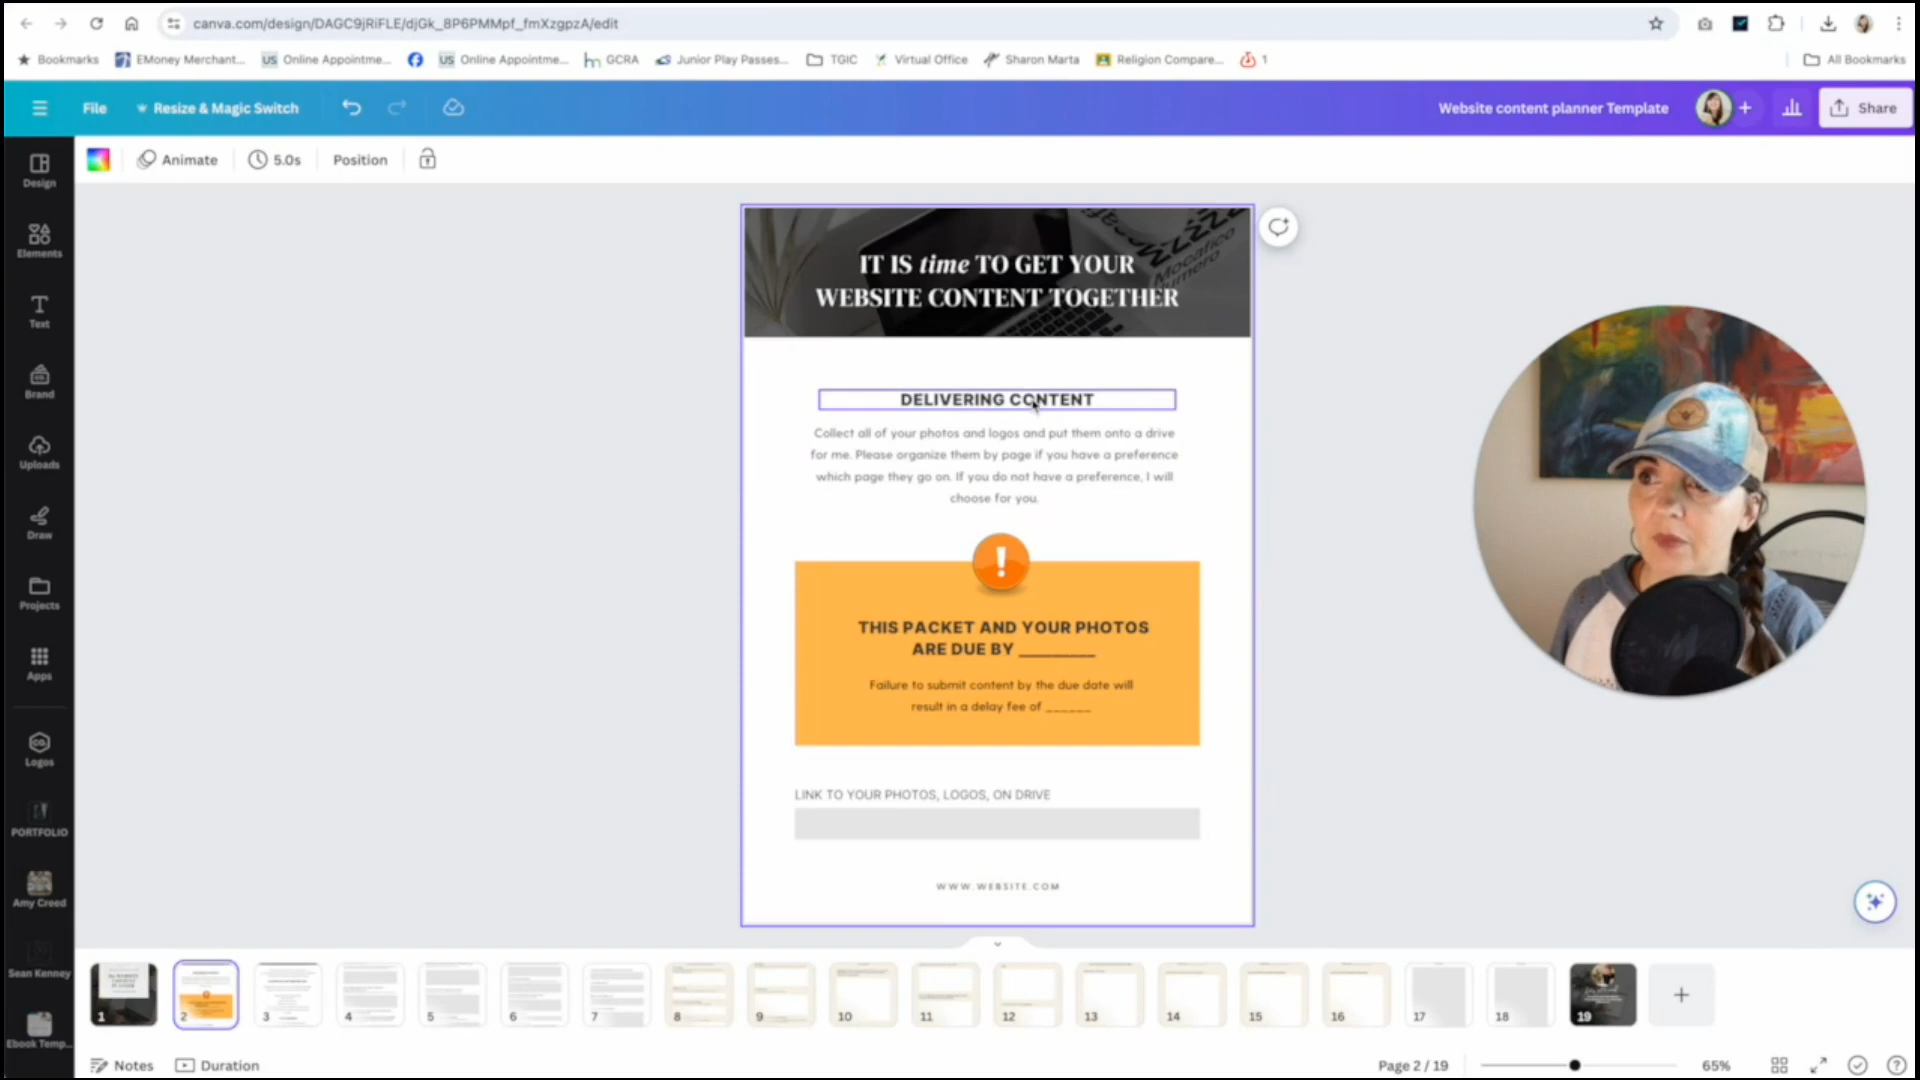 canva.com/design/DAGC9jRiFLE/djGk_8P6PMMpf_fmXzgpzA/edit
Bookmarks
EMoney Merchant...
US Online Appointme...
US Online Appointme...
GCRA
Junior Play Passes...
TGIC
Virtual Office
Sharon Marta
Religion Compare...
1
All Bookmarks
File
Resize & Magic Switch
Website content planner Template
Share
Design
Elements
Text
Brand
Uploads
Draw
Projects
Apps
Logos
PORTFOLIO
Amy Creed
Sean Kenney
Ebook Temp...
Animate
5.0s
Position
IT IS time TO GET YOUR
WEBSITE CONTENT TOGETHER
DELIVERING CONTENT
Collect all of your photos and logos and put them onto a drive
for me. Please organize them by page if you have a preference
which page they go on. If you do not have a preference, I will
choose for you.
!
THIS PACKET AND YOUR PHOTOS
ARE DUE BY _________
Failure to submit content by the due date will
result in a delay fee of ______
LINK TO YOUR PHOTOS, LOGOS, ON DRIVE
WWW.WEBSITE.COM
1 2 3 4 5 6 7 8 9 10 11 12 13 14 15 16 17 18 19
Notes
Duration
Page 2 / 19
65%